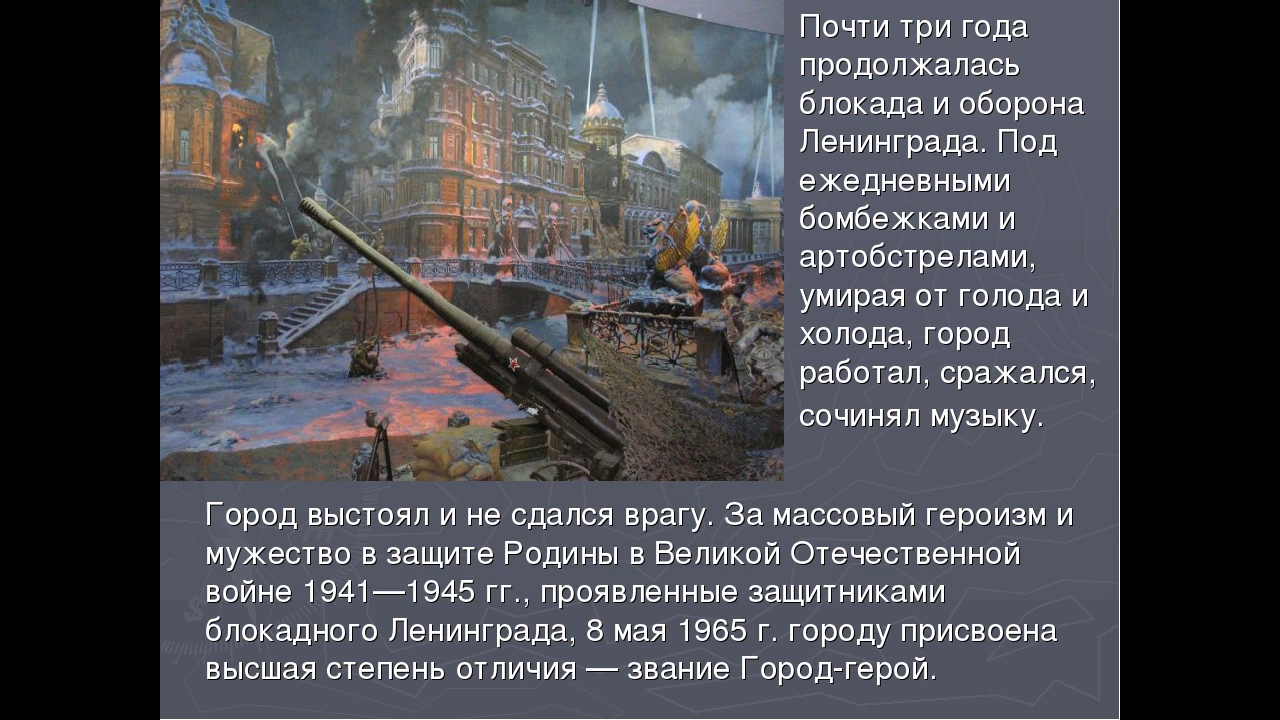 Почти три года
продолжалась
блокада и оборона
Ленинграда. Под
ежедневными
бомбежками и
артобстрелами,
умирая от голода и
холода, город
работал, сражался,
сочинял музыку.
Город выстоял и не сдался врагу. За массовый героизм и
мужество в защите Родины в Великой Отечественной
войне 1941—1945 гг., проявленные защитниками
блокадного Ленинграда, 8 мая 1965 г. городу присвоена
высшая степень отличия — звание Город-герой.